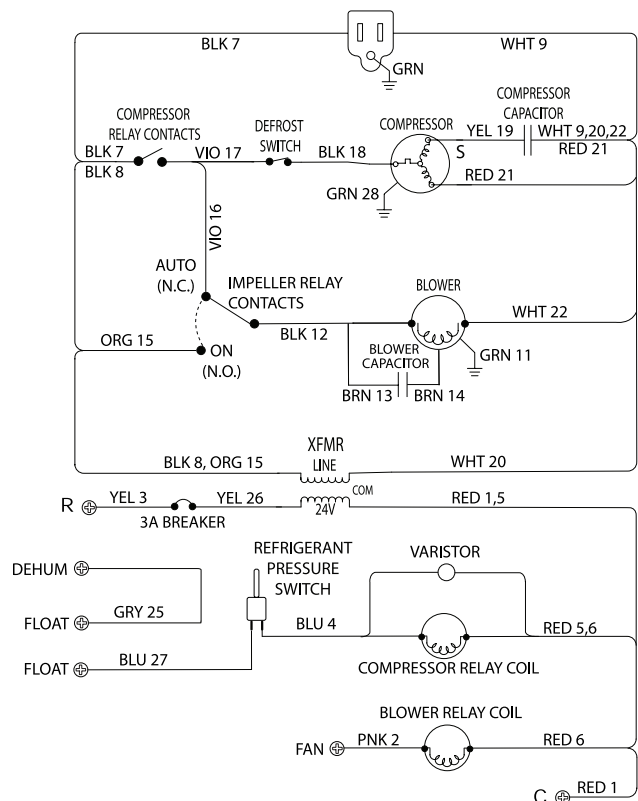 BLK 7
WHT 9
GRN
COMPRESSOR
RELAY CONTACTS
DEFROST
SWITCH
COMPRESSOR
COMPRESSOR
CAPACITOR
YEL 19
WHT 9,20,22
S
RED 21
BLK 7
BLK 8
VIO 17
BLK 18
RED 21
GRN 28
VIO 16
AUTO
(N.C.)
IMPELLER RELAY
CONTACTS
BLOWER
BLK 12
WHT 22
ORG 15
ON
(N.O.)
BLOWER
CAPACITOR
GRN 11
BRN 13
BRN 14
XFMR
LINE
BLK 8, ORG 15
WHT 20
COM
24V
R
YEL 3
YEL 26
RED 1,5
3A BREAKER
REFRIGERANT
PRESSURE
SWITCH
VARISTOR
DEHUM
GRY 25
FLOAT
BLU 4
RED 5,6
FLOAT
BLU 27
COMPRESSOR RELAY COIL
BLOWER RELAY COIL
FAN
PNK 2
RED 6
C
RED 1